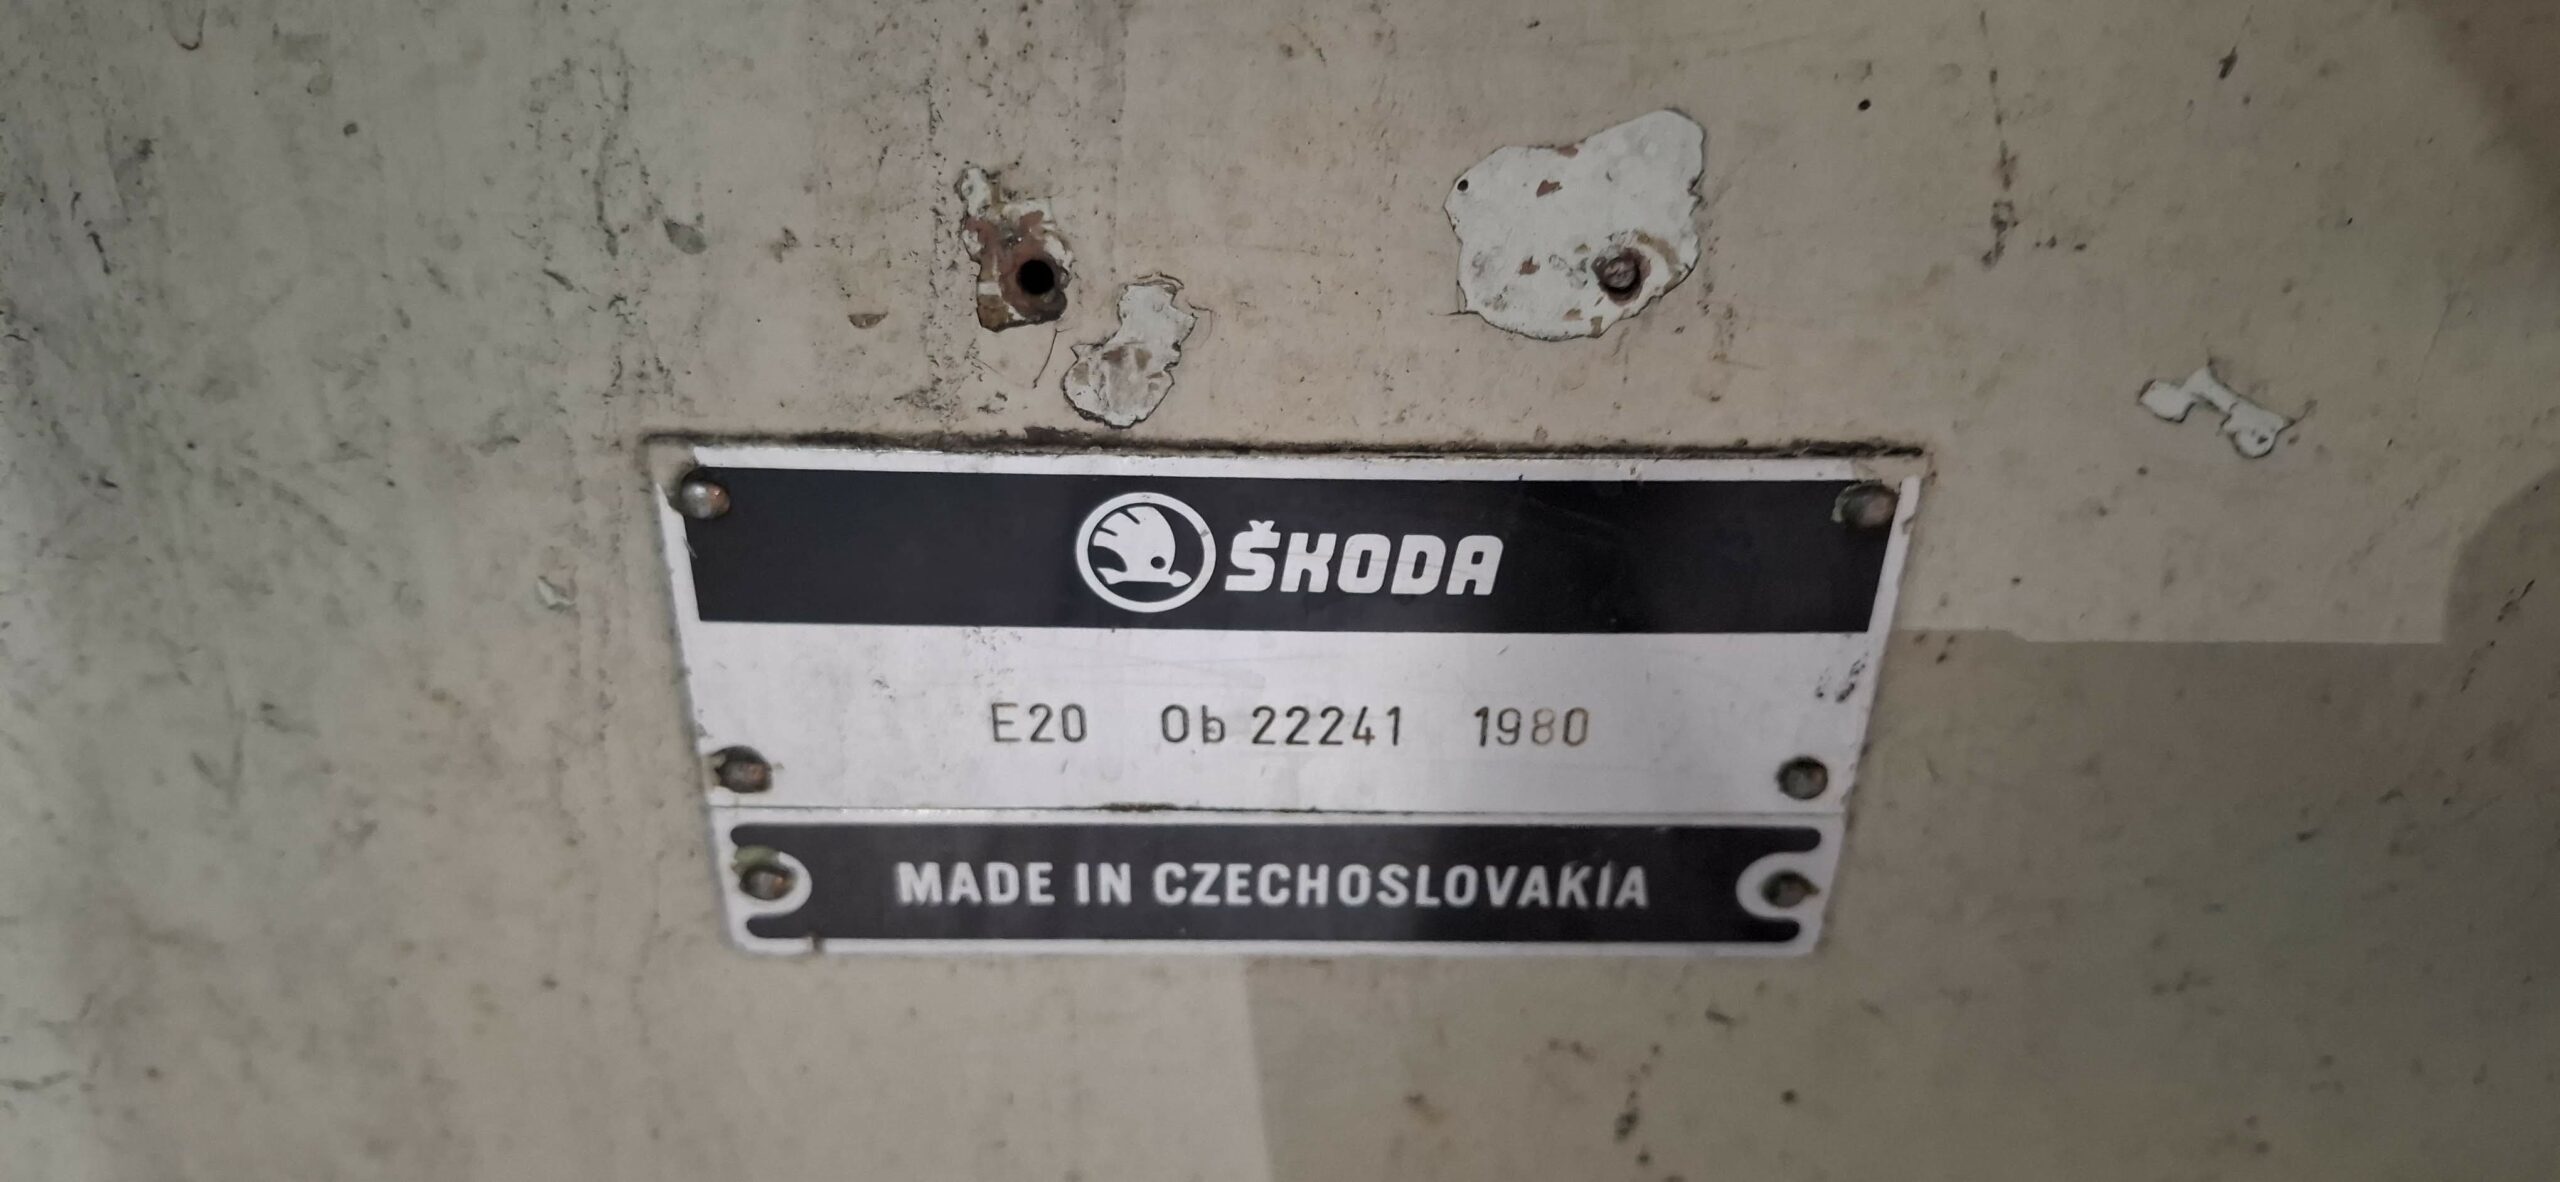 ŠKODA
E20 Ob 22241 1980
MADE IN CZECHOSLOVAKIA